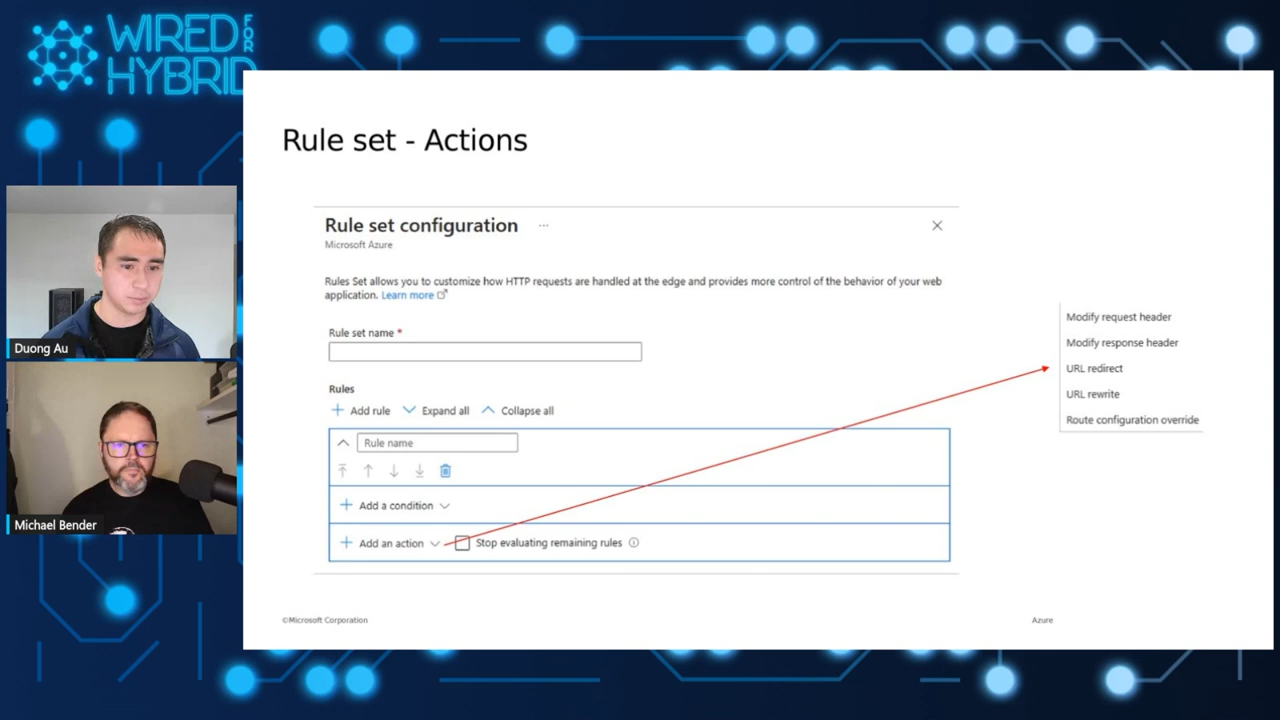 WIRED FOR
HYBRID
Rule set - Actions
Rule set configuration ...
Microsoft Azure
Rules Set allows you to customize how HTTP requests are handled at the edge and provides more control of the behavior of your web
application. Learn more
Rule set name *
Rules
Add rule Expand all Collapse all
Rule name
Add a condition
Add an action Stop evaluating remaining rules
Modify request header
Modify response header
URL redirect
URL rewrite
Route configuration override
Duong Au
Michael Bender
©Microsoft Corporation
Azure